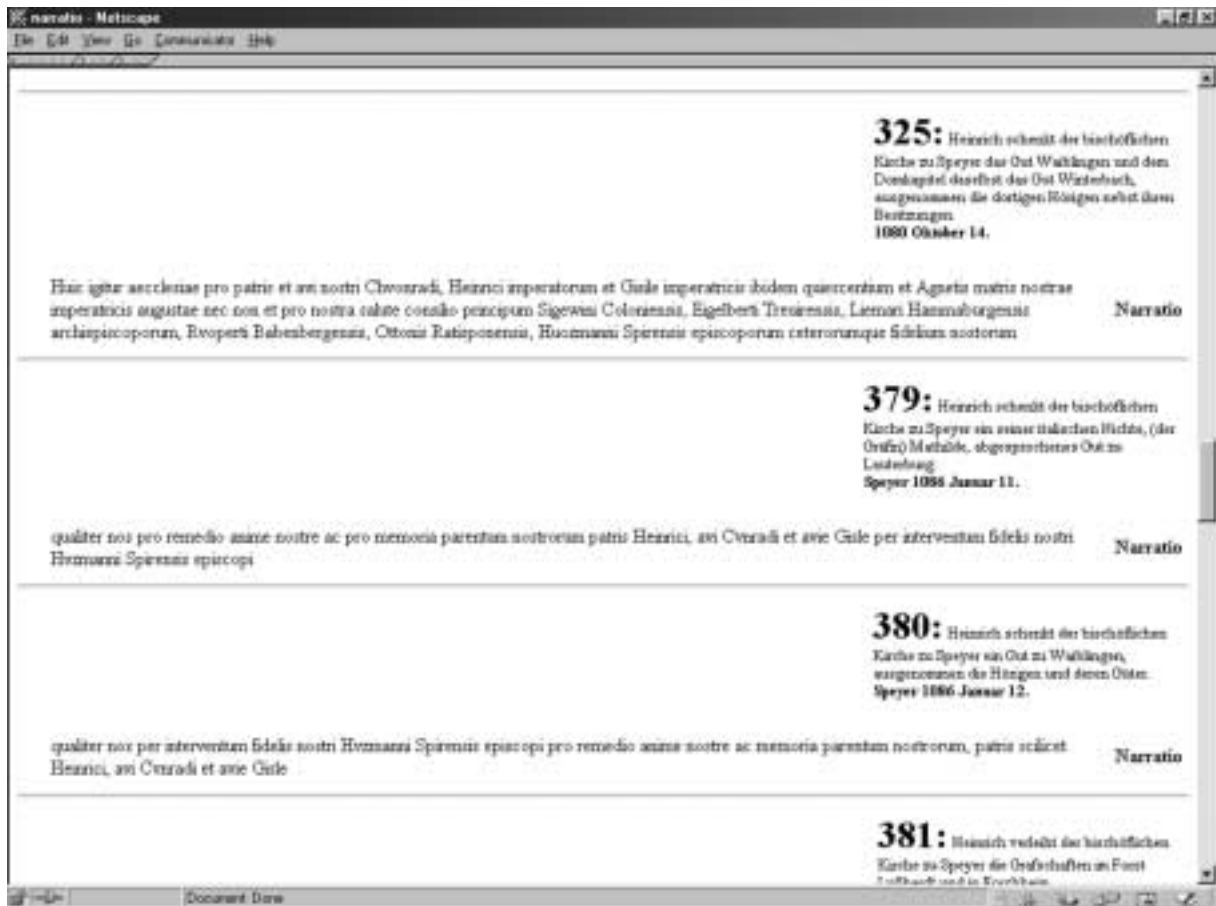 narratio - Netscape
File Edit View Go Communicator Help
325: Heinrich schenkt der bischöflichen
Kirche zu Speyer das Gut Waiblingen und dem
Domkapitel daselbst das Gut Winterbach,
ausgenommen die dortigen Hörigen nebst ihren
Besitzungen
1080 Oktober 14.
Huic igitur aecclesiae pro patris et avi nostri Chvonradi, Heinrici imperatorum et Gisle imperatricis ibidem quiescentium et Agnetis matris nostrae
imperatricis augustae nec non et pro nostra salute consilio principum Sigewini Coloniensis, Eigelberti Treuirensis, Liemari Hammaburgensis
archiepiscoporum, Rvoperti Babenbergensis, Ottonis Ratisponensis, Huozmanni Spirensis episcoporum ceterorumque fidelium nostorum
Narratio
379: Heinrich schenkt der bischöflichen
Kirche zu Speyer ein seiner italischen Nichte, (der
Gräfin) Mathilde, abgesprochenes Gut zu
Lauterburg
Speyer 1086 Januar 11.
qualiter nos pro remedio anime nostre ac pro memoria parentum nostrorum patris Heinrici, avi Cvnradi et avie Gisle per interventum fidelis nostri
Hvzmanni Spirensis episcopi
Narratio
380: Heinrich schenkt der bischöflichen
Kirche zu Speyer ein Gut zu Waiblingen,
ausgenommen die Hörigen und deren Güter.
Speyer 1086 Januar 12.
qualiter nos per interventum fidelis nostri Hvzmanni Spirensis episcopi pro remedio anime nostre ac memoria parentum nostrorum, patris scilicet
Heinrici, avi Cvnradi et avie Gisle
Narratio
381: Heinrich verleiht der bischöflichen
Kirche zu Speyer die Grafschaften im Forst
Lußhardt und in Forchheim
Document: Done